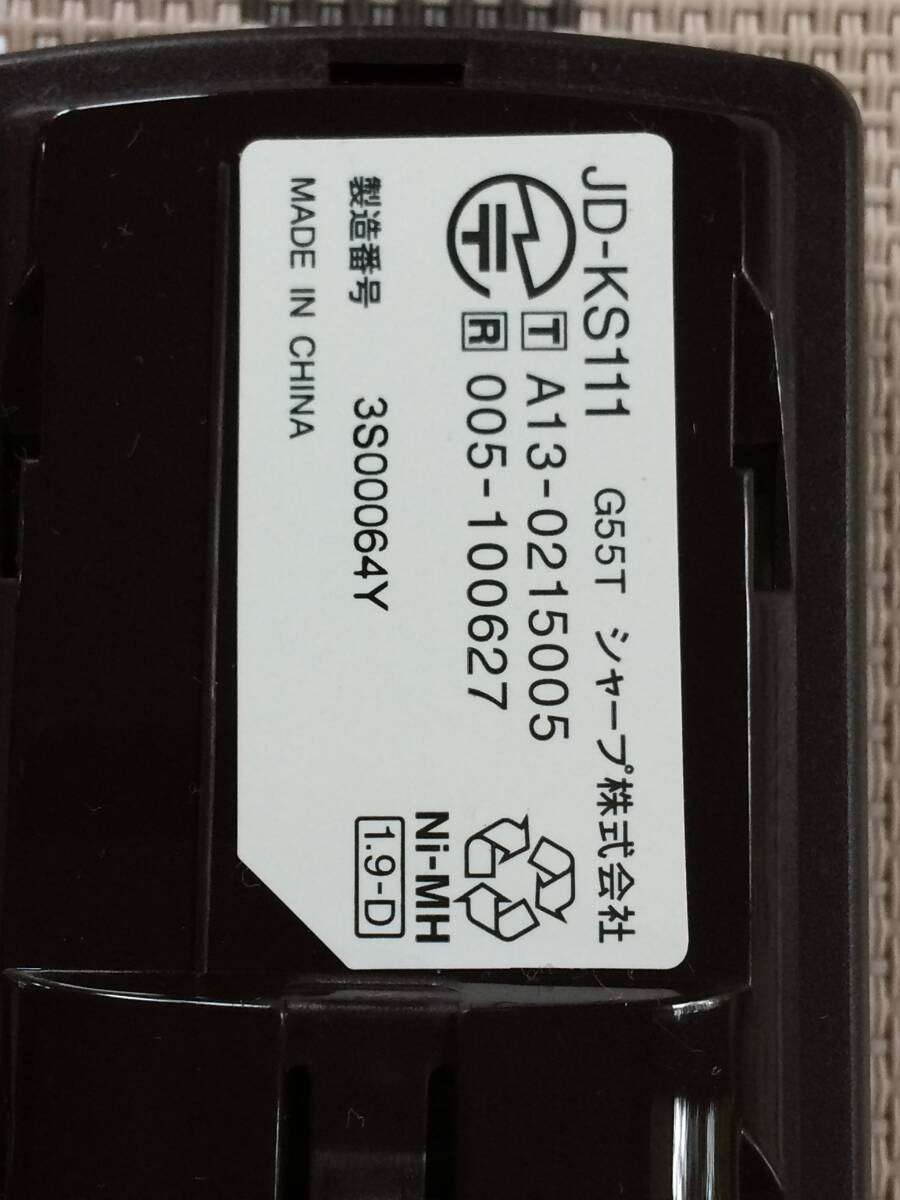 JD-KS111 G55T シャープ株式会社
T A13-0215005
R 005-100627
製造番号 3S00064Y
MADE IN CHINA
Ni-MH
1.9-D